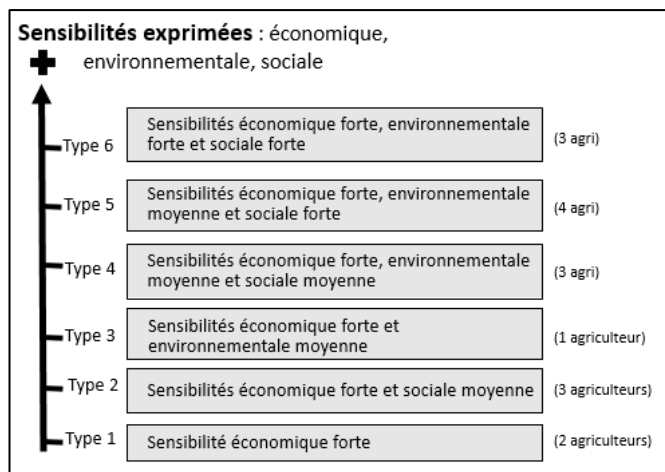 Sensibilités exprimées : économique,
environnementale, sociale
Type 6
Sensibilités économique forte, environnementale
forte et sociale forte
(3 agri)
Type 5
Sensibilités économique forte, environnementale
moyenne et sociale forte
(4 agri)
Type 4
Sensibilités économique forte, environnementale
moyenne et sociale moyenne
(3 agri)
Type 3
Sensibilités économique forte et
environnementale moyenne
(1 agriculteur)
Type 2
Sensibilités économique forte et sociale moyenne
(3 agriculteurs)
Type 1
Sensibilité économique forte
(2 agriculteurs)